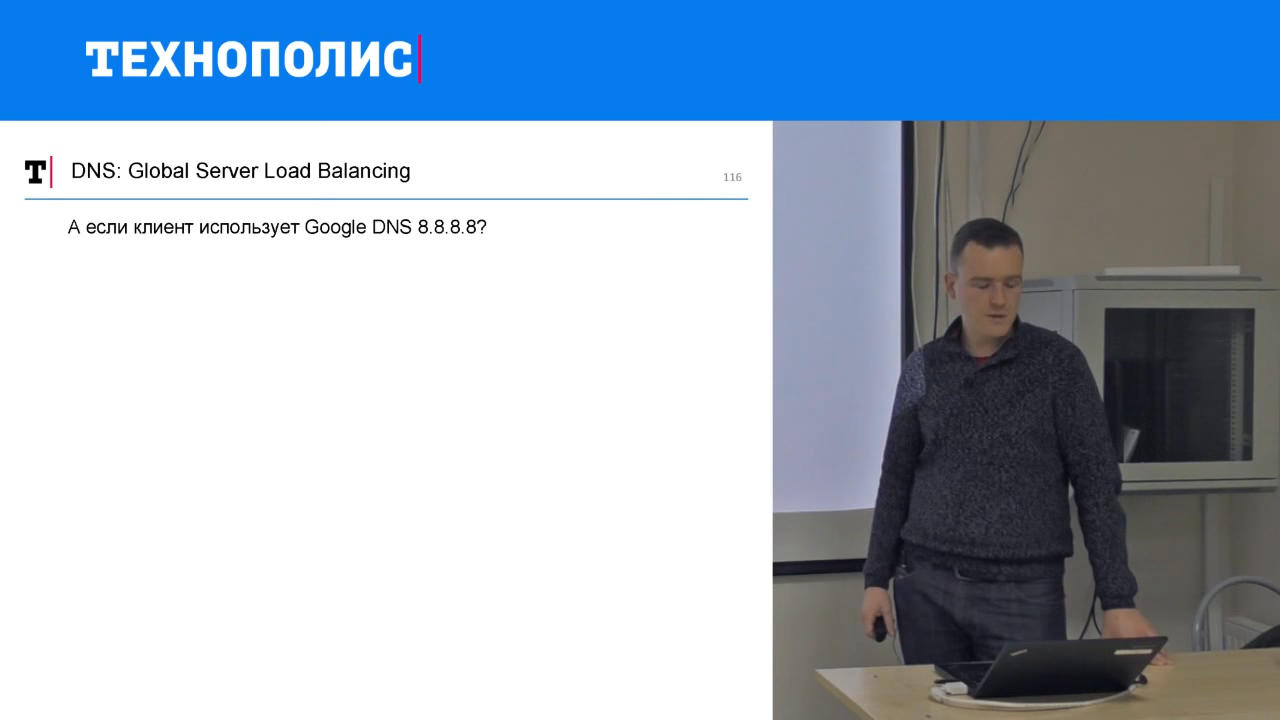 ТЕХНОПОЛИС
Т
DNS: Global Server Load Balancing
116
А если клиент использует Google DNS 8.8.8.8?